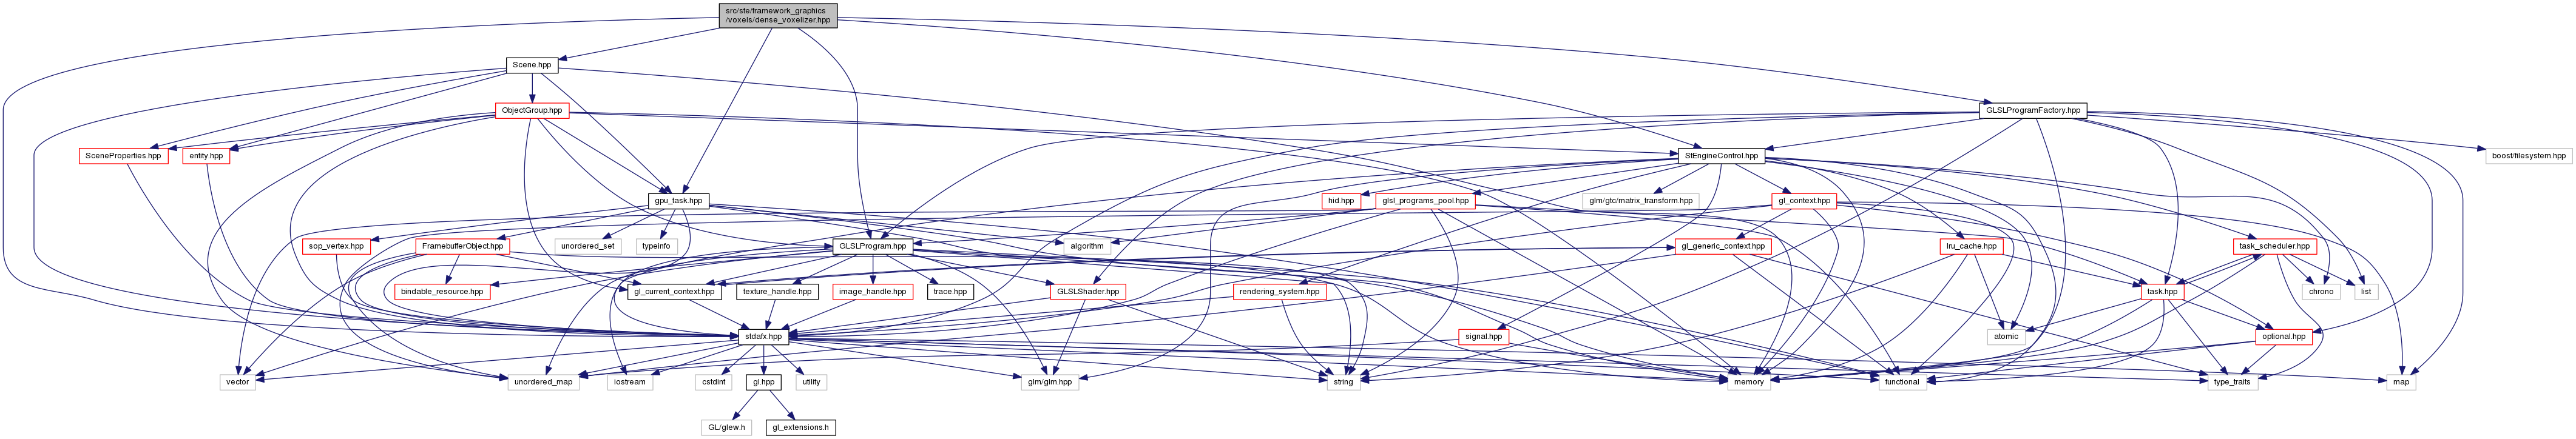 src/ste/framework_graphics
/voxels/dense_voxelizer.hpp
Scene.hpp
ObjectGroup.hpp
GLSLProgramFactory.hpp
SceneProperties.hpp
entity.hpp
StEngineControl.hpp
boost/filesystem.hpp
gpu_task.hpp
hid.hpp
glm/gtc/matrix_transform.hpp
glsl_programs_pool.hpp
gl_context.hpp
sop_vertex.hpp
FramebufferObject.hpp
unordered_set
typeinfo
GLSLProgram.hpp
algorithm
gl_generic_context.hpp
lru_cache.hpp
task_scheduler.hpp
bindable_resource.hpp
gl_current_context.hpp
texture_handle.hpp
image_handle.hpp
trace.hpp
GLSLShader.hpp
rendering_system.hpp
task.hpp
chrono
list
stdafx.hpp
signal.hpp
atomic
optional.hpp
vector
unordered_map
iostream
cstdint
gl.hpp
utility
glm/glm.hpp
string
memory
functional
type_traits
map
GL/glew.h
gl_extensions.h